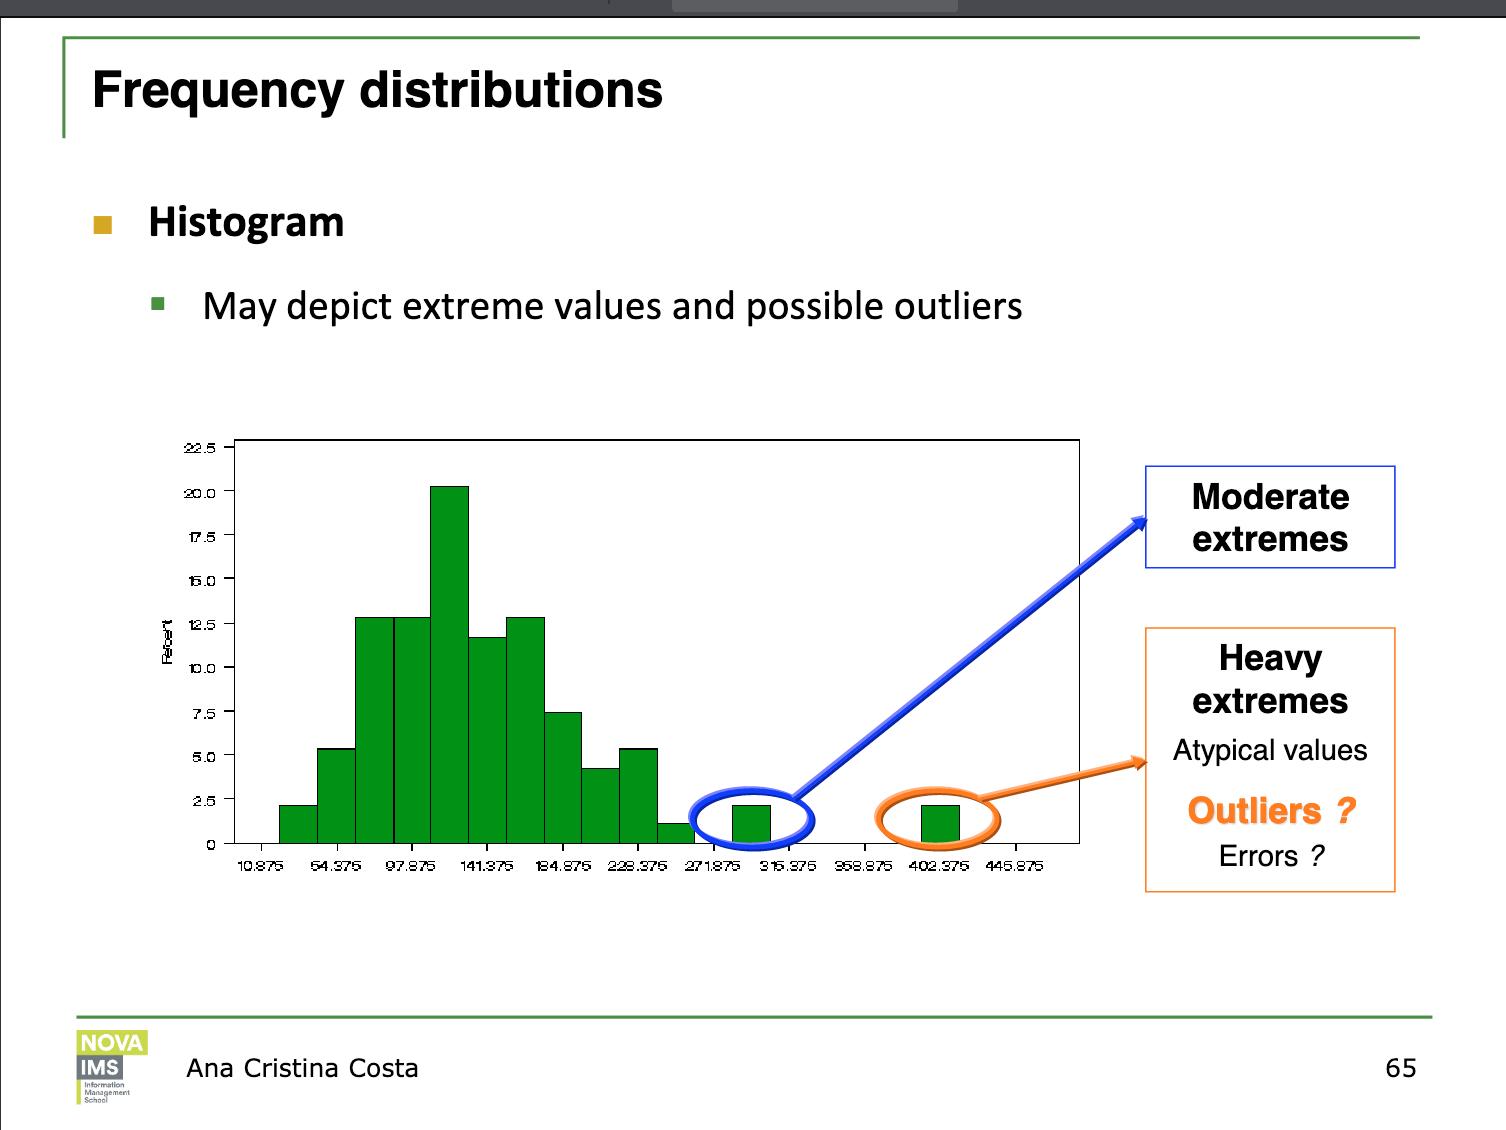 Frequency distributions
Histogram
May depict extreme values and possible outliers
22.5
20.0
17.5
15.0
12.5
10.0
7.5
5.0
2.5
0
Percent
10.875 54.375 97.875 141.375 184.875 228.375 271.875 315.375 358.875 402.375 445.875
Moderate
extremes
Heavy
extremes
Atypical values
Outliers ?
Errors ?
NOVA
IMS
Information
Management
School
Ana Cristina Costa
65